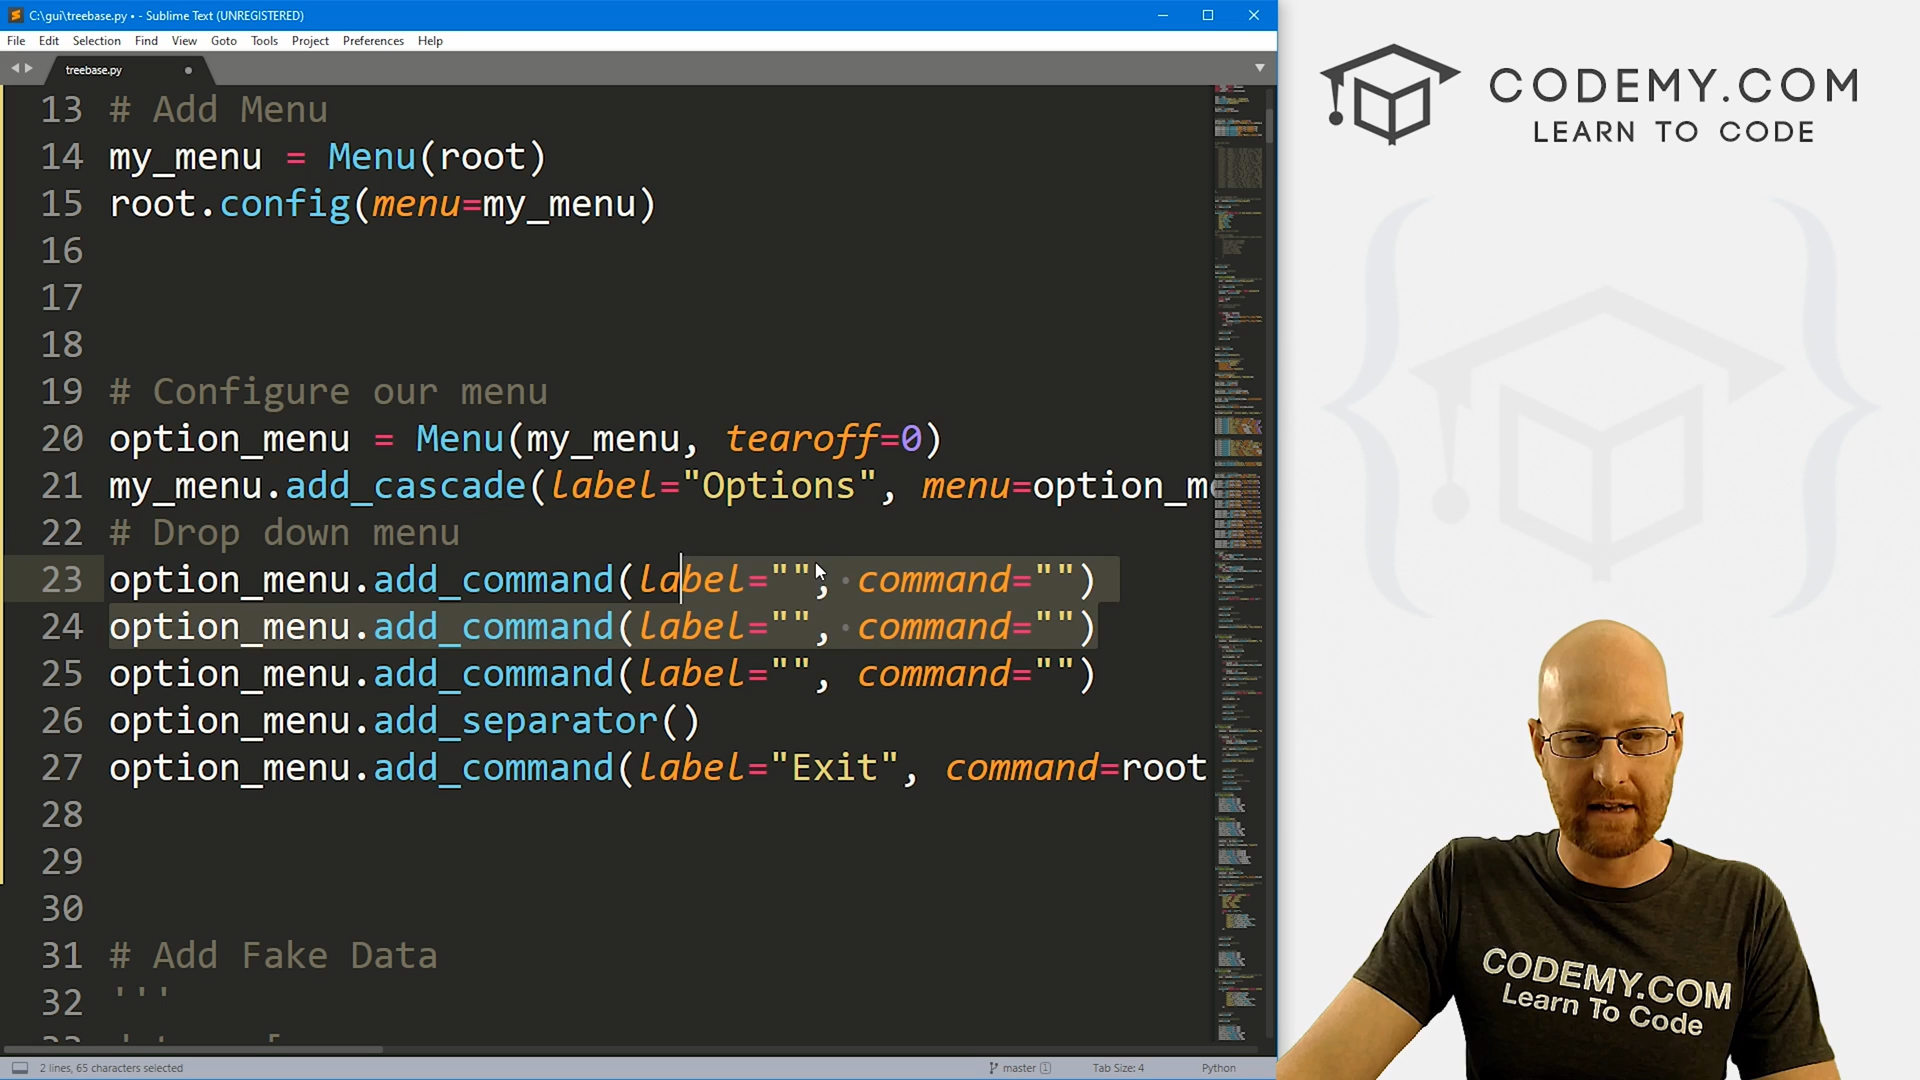 C:\gui\treebase.py • - Sublime Text (UNREGISTERED)
File Edit Selection Find View Goto Tools Project Preferences Help
treebase.py
13 # Add Menu
14 my_menu = Menu(root)
15 root.config(menu=my_menu)
16
17
18
19 # Configure our menu
20 option_menu = Menu(my_menu, tearoff=0)
21 my_menu.add_cascade(label="Options", menu=option_m
22 # Drop down menu
23 option_menu.add_command(label="", command="")
24 option_menu.add_command(label="", command="")
25 option_menu.add_command(label="", command="")
26 option_menu.add_separator()
27 option_menu.add_command(label="Exit", command=root
28
29
30
31 # Add Fake Data
32 '''
2 lines, 65 characters selected
master 1
Tab Size: 4
Python
CODEMY.COM
LEARN TO CODE
CODEMY.COM
Learn To Code